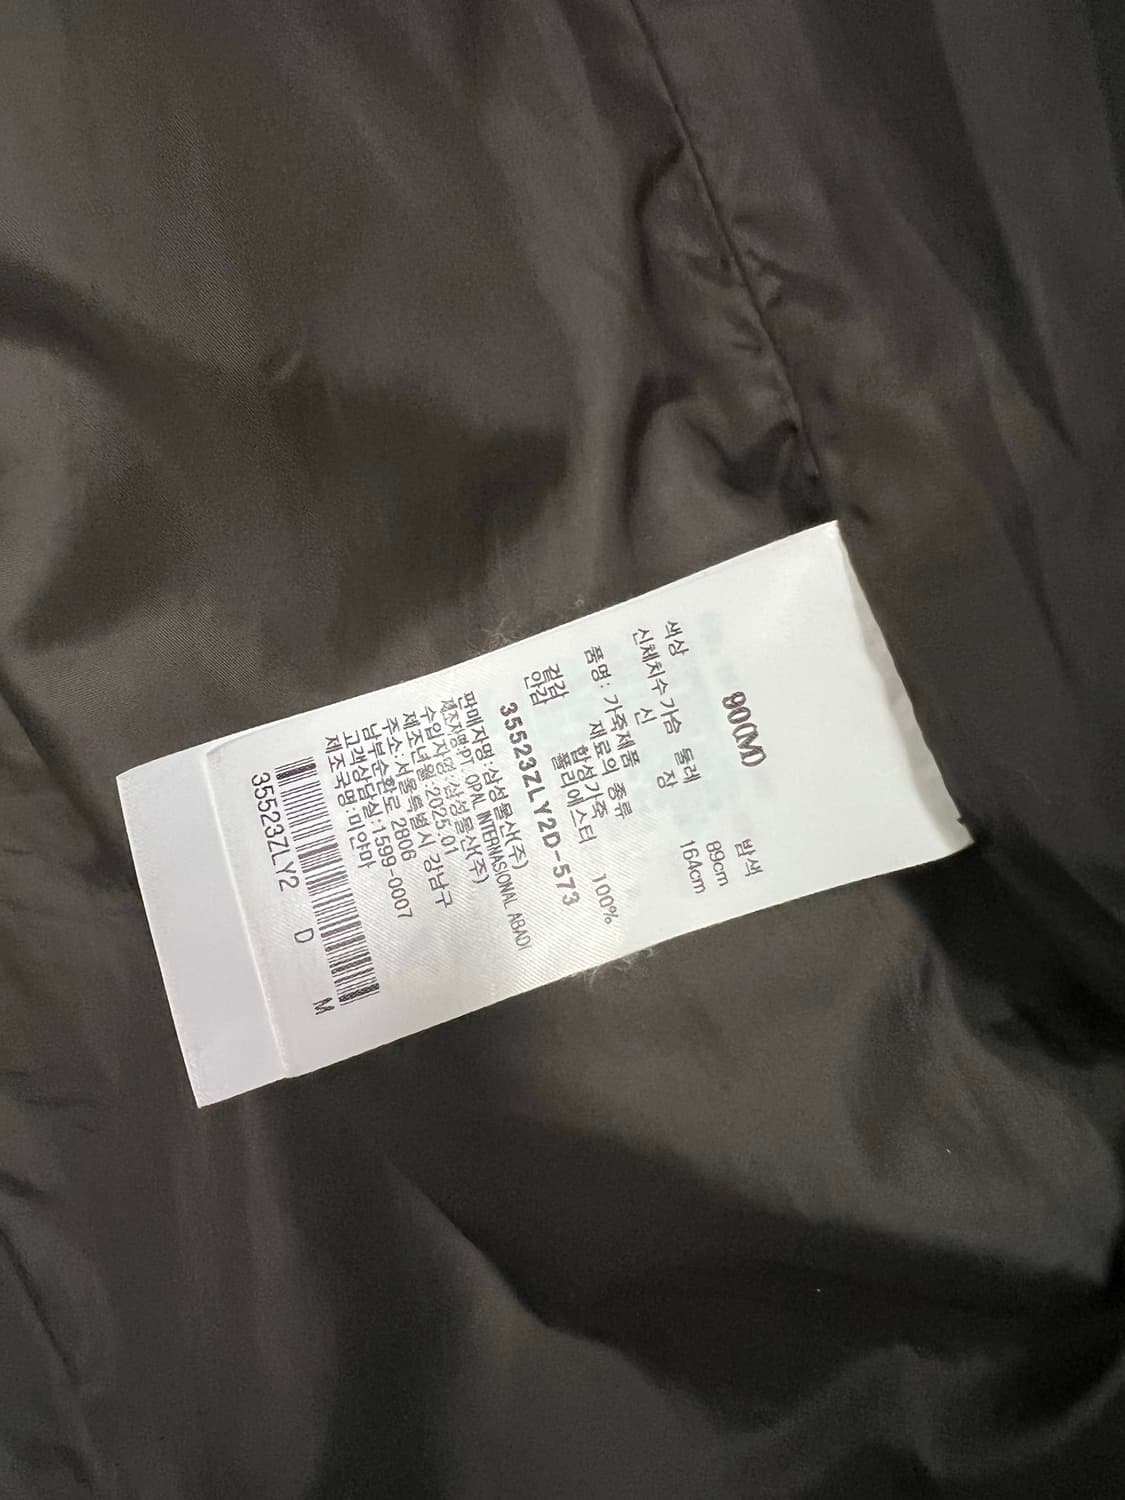 90(M)
색상 밤색
신체치수 가슴 둘레 89cm
신 장 164cm
품명: 가죽제품 재료의 종류
겉감 합성가죽
안감 폴리에스터 100%
35523ZLY2D-573
판매자명:삼성물산(주)
제조자명:PT. OPAL INTERNASIONAL ABADI
수입자명:삼성물산(주)
제조년월:2025.01
주소:서울특별시 강남구
남부순환로 2806
고객상담실:1599-0007
제조국명:미얀마
35523ZLY2 D M